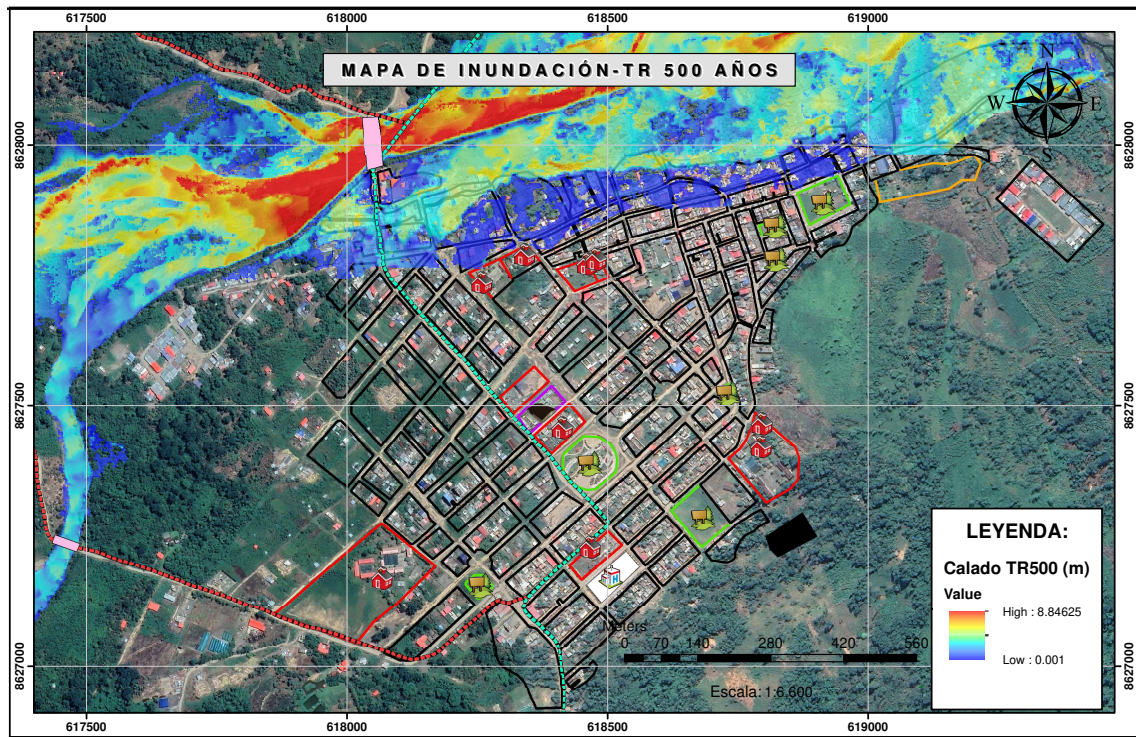 617500 618000 618500 619000
MAPA DE INUNDACIÓN-TR 500 AÑOS
N
W E
S
8628000 8628000
8627500 8627500
8627000 8627000
H
LEYENDA:
Calado TR500 (m)
Value
High : 8.84625
Low : 0.001
Meters
0 70 140 280 420 560
Escala: 1:6.600
617500 618000 618500 619000